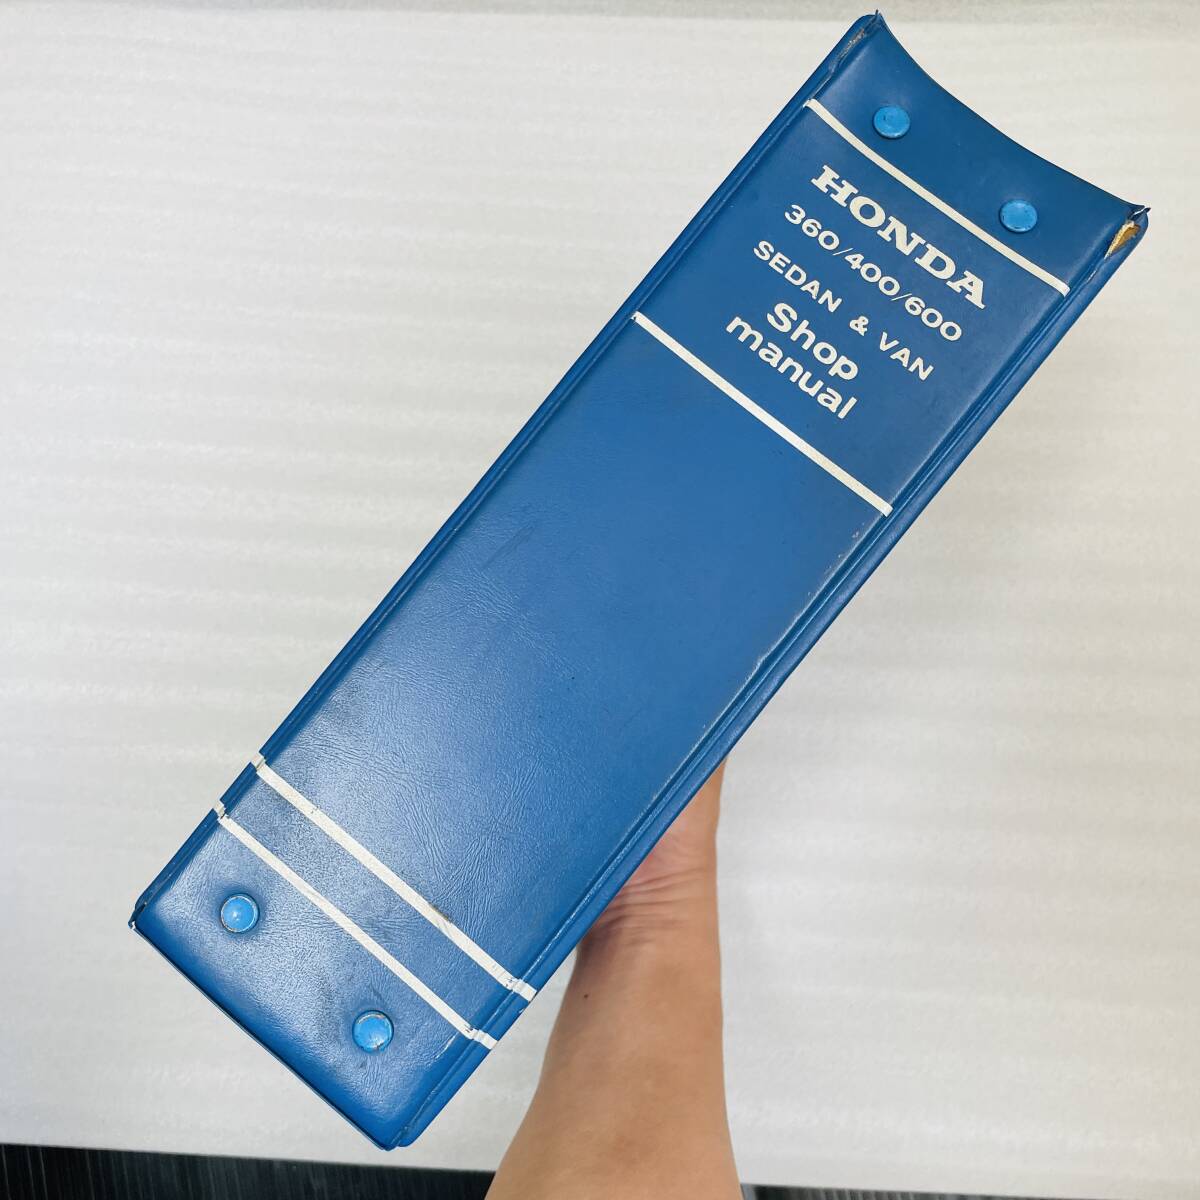 HONDA
360/400/600
SEDAN & VAN
Shop
manual